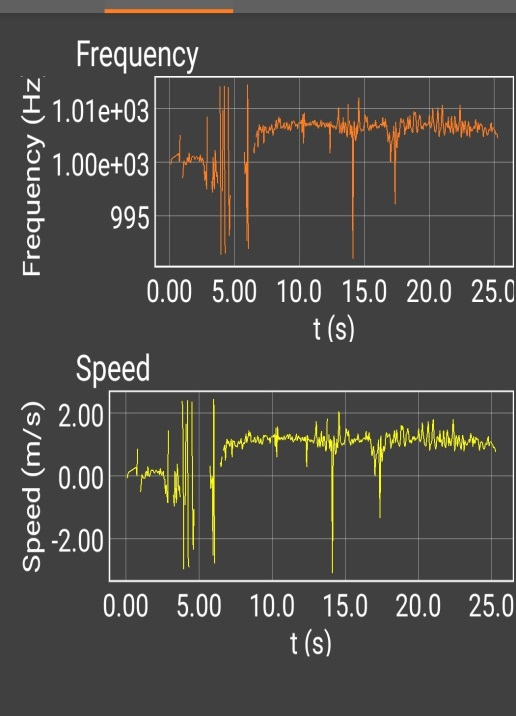 Frequency
Frequency (Hz
1.01e+03
1.00e+03
995
0.00 5.00 10.0 15.0 20.0 25.0
t (s)
Speed
Speed (m/s)
2.00
0.00
-2.00
0.00 5.00 10.0 15.0 20.0 25.0
t (s)